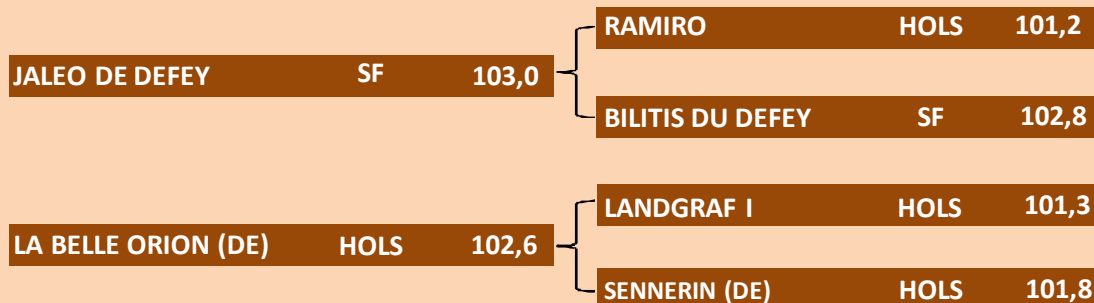 RAMIRO HOLS 101,2
JALEO DE DEFEY SF 103,0
BILITIS DU DEFEY SF 102,8
LANDGRAF I HOLS 101,3
LA BELLE ORION (DE) HOLS 102,6
SENNERIN (DE) HOLS 101,8